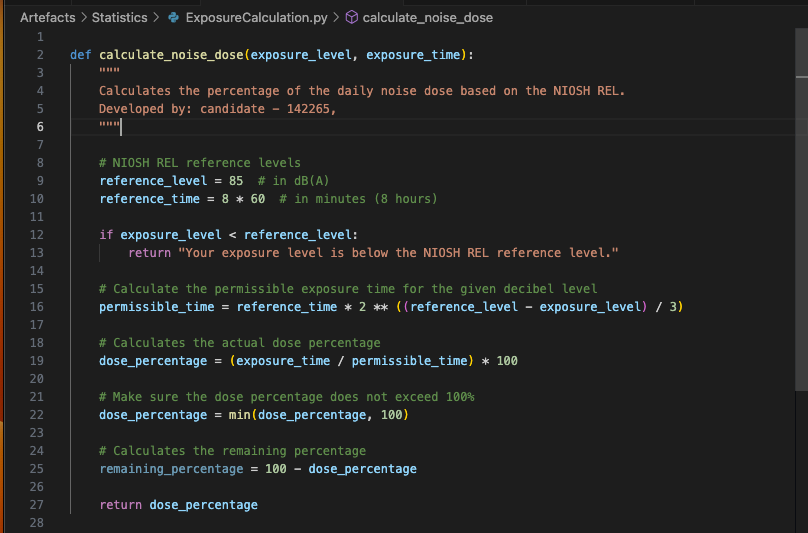 Artefacts > Statistics > ExposureCalculation.py > calculate_noise_dose
1
2 def calculate_noise_dose(exposure_level, exposure_time):
3     """
4     Calculates the percentage of the daily noise dose based on the NIOSH REL.
5     Developed by: candidate - 142265,
6     """
7
8     # NIOSH REL reference levels
9     reference_level = 85  # in dB(A)
10     reference_time = 8 * 60  # in minutes (8 hours)
11
12     if exposure_level < reference_level:
13         return "Your exposure level is below the NIOSH REL reference level."
14
15     # Calculate the permissible exposure time for the given decibel level
16     permissible_time = reference_time * 2 ** ((reference_level - exposure_level) / 3)
17
18     # Calculates the actual dose percentage
19     dose_percentage = (exposure_time / permissible_time) * 100
20
21     # Make sure the dose percentage does not exceed 100%
22     dose_percentage = min(dose_percentage, 100)
23
24     # Calculates the remaining percentage
25     remaining_percentage = 100 - dose_percentage
26
27     return dose_percentage
28